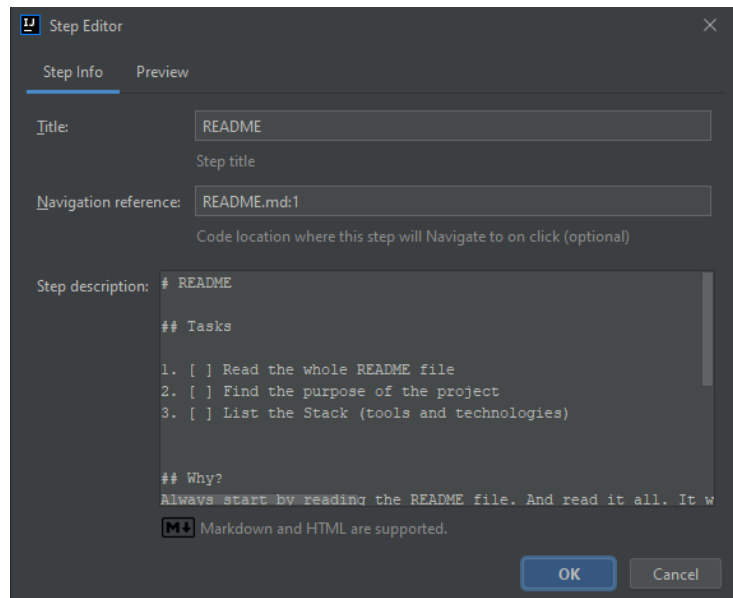 IJ Step Editor
Step Info Preview
Title: README
Step title
Navigation reference: README.md:1
Code location where this step will Navigate to on click (optional)
Step description: # README
## Tasks
1. [ ] Read the whole README file
2. [ ] Find the purpose of the project
3. [ ] List the Stack (tools and technologies)
## Why?
Always start by reading the README file. And read it all. It w
M Markdown and HTML are supported.
OK Cancel